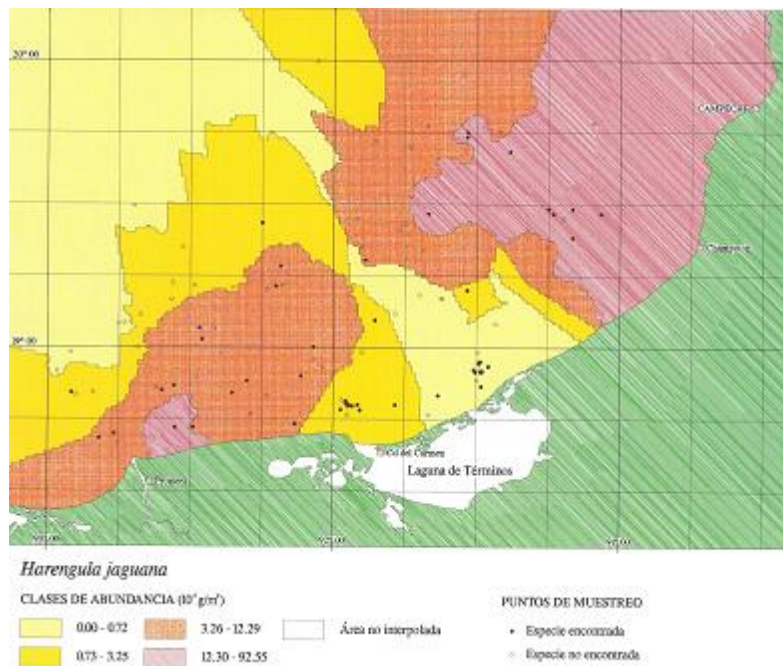 20° 00
CAMPECHE
Champotón
19° 00
Cd. del Carmen
Laguna de Términos
Frontera
Harengula jaguana
CLASES DE ABUNDANCIA
0.00 - 0.72
0.73 - 3.25
3.26 - 12.29
12.30 - 92.55
Área no interpolada
PUNTOS DE MUESTREO
Especie encontrada
Especie no encontrada